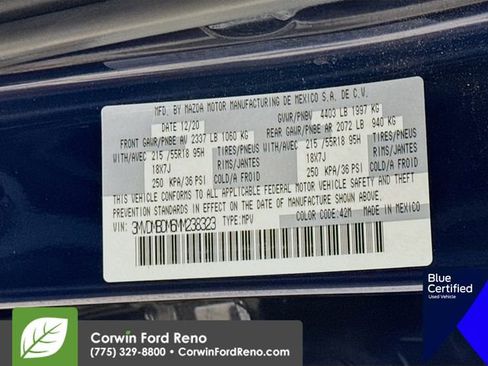 MFD. BY MAZDA MOTOR MANUFACTURING DE MEXICO S.A. DE C.V.
DATE 12/20
GVWR/PNBV 4403 LB 1997 KG
FRONT GAWR/PNBE AV 2337 LB 1060 KG
REAR GAWR/PNBE AR 2072 LB 940 KG
WITH/AVEC 215 /55R18 95H TIRES/PNEUS
WITH/AVEC 215 /55R18 95H TIRES/PNEUS
18X7J RIMS/JANTES
18X7J RIMS/JANTES
250 KPA/36 PSI COLD/A FROID
250 KPA/36 PSI COLD/A FROID
THIS VEHICLE CONFORMS TO ALL APPLICABLE FEDERAL MOTOR VEHICLE SAFETY AND THEFT
PREVENTION STANDARDS IN EFFECT ON THE DATE OF MANUFACTURE SHOWN ABOVE.
VIN: 3MVDMBDM6MM238323 TYPE: MPV
COLOR CODE: 42M MADE IN MEXICO
Blue
Certified
Used Vehicle
Corwin Ford Reno
(775) 329-8800 • CorwinFordReno.com